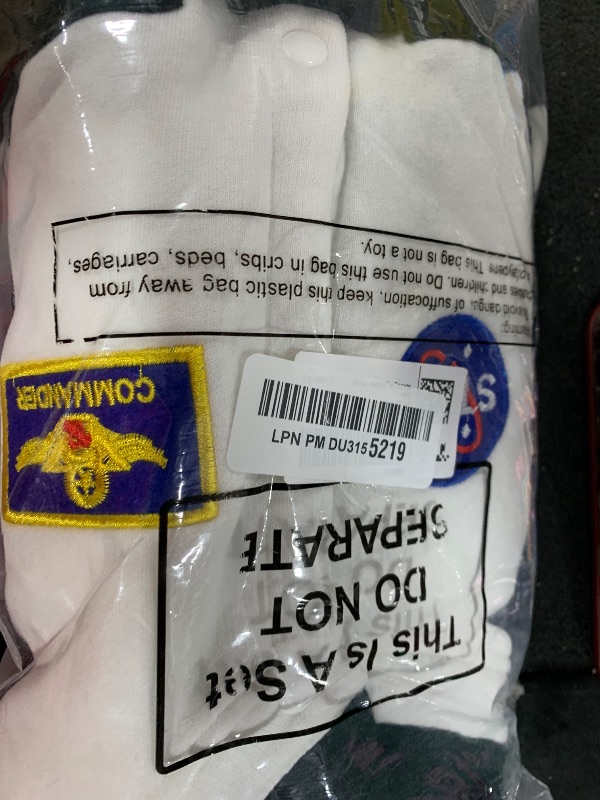 Warning:
To avoid danger of suffocation, keep this plastic bag away from
babies and children. Do not use this bag in cribs, beds, carriages,
This bag is not a toy.
COMMANDER
LPN PM DU3155219
This Is A Set
DO NOT
SEPARATE